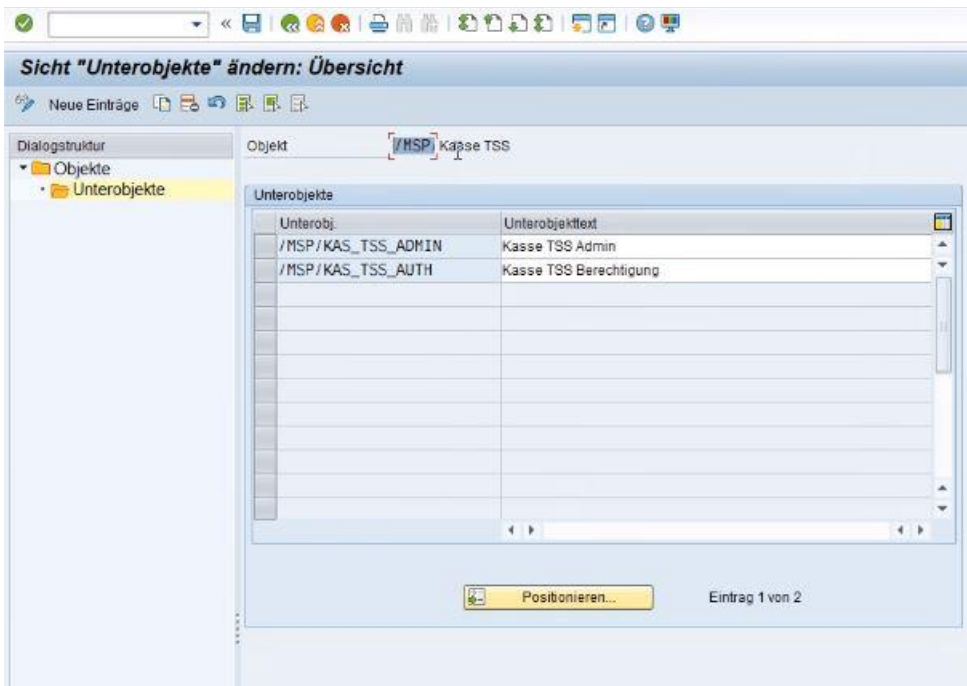 Sicht "Unterobjekte" ändern: Übersicht
Neue Einträge
Dialogstruktur
Objekte
Unterobjekte
Objekt /MSP/ Kasse TSS
Unterobjekte
Unterobj. Unterobjekttext
/MSP/KAS_TSS_ADMIN Kasse TSS Admin
/MSP/KAS_TSS_AUTH Kasse TSS Berechtigung
Positionieren... Eintrag 1 von 2